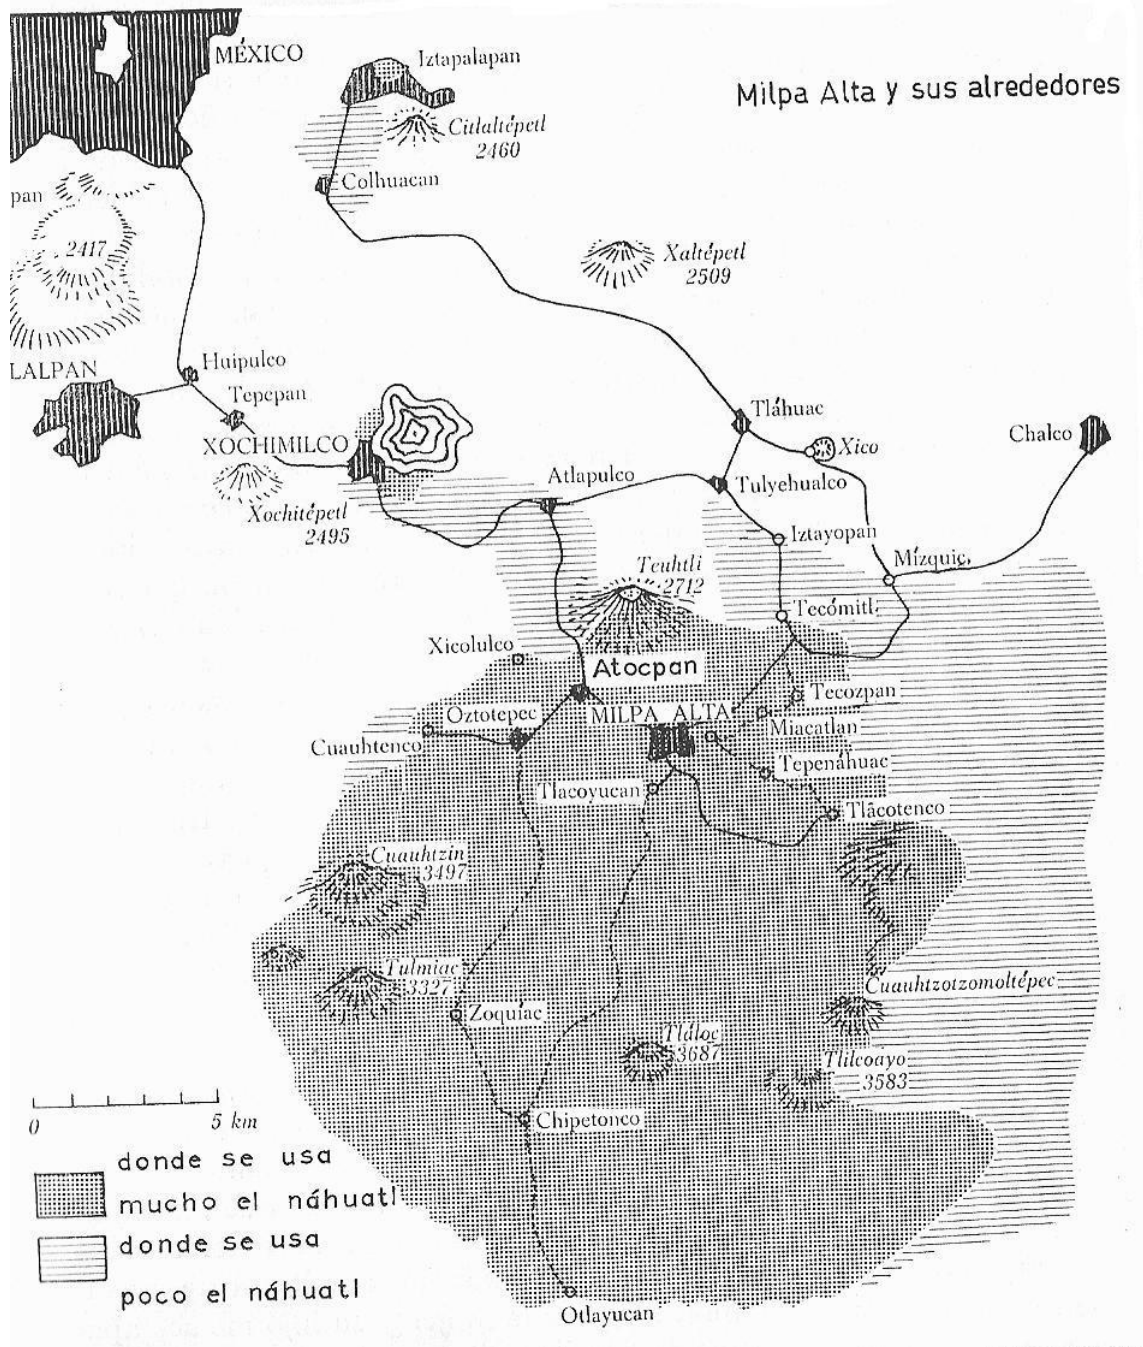 MÉXICO
Iztapalapan
Milpa Alta y sus alrededores
Citlaltépetl
2460
pan
Colhuacan
2417
Xaltépetl
2509
Huipulco
LALPAN
Tepepan
Tláhuac
XOCHIMILCO
Chalco
Xico
Atlapulco
Tulyehualco
Xochitépetl
2495
Iztayopan
Mízquic
Teuhtli
2712
Tecómitl
Xicolulco
Atocpan
Tecozpan
Oztotepec
MILPA ALTA
Miacatlan
Cuauhtenco
Tepenáhuac
Tlacoyucan
Tlacotenco
Cuauhtzin
3497
Tulmiac
3327
Cuauhtzotzomoltépec
Zoquíac
Tláloc
3687
Tlilcoayo
3583
0
5 km
Chipetonco
donde se usa
mucho el náhuatl
donde se usa
poco el náhuatl
Otlayucan